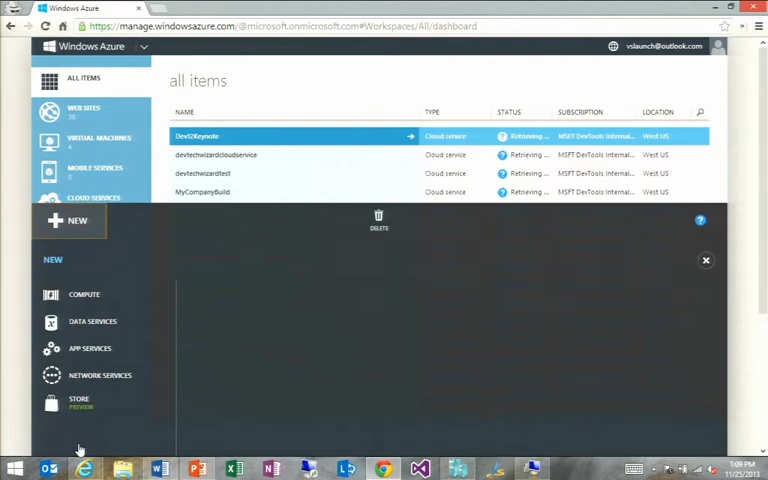 Windows Azure
https://manage.windowsazure.com/@microsoft.onmicrosoft.com#Workspaces/All/dashboard
Windows Azure
vslaunch@outlook.com
ALL ITEMS
WEB SITES
38
VIRTUAL MACHINES
4
MOBILE SERVICES
0
CLOUD SERVICES
all items
NAME TYPE STATUS SUBSCRIPTION LOCATION
Dev12Keynote Cloud service Retrieving ... MSFT DevTools Internal... West US
devtechwizardcloudservice Cloud service Retrieving ... MSFT DevTools Internal... West US
devtechwizardtest Cloud service Retrieving ... MSFT DevTools Internal... West US
MyCompanyBuild Cloud service Retrieving ... MSFT DevTools Internal... West US
NEW
DELETE
?
NEW
COMPUTE
DATA SERVICES
APP SERVICES
NETWORK SERVICES
STORE
PREVIEW
1:09 PM
11/25/2013